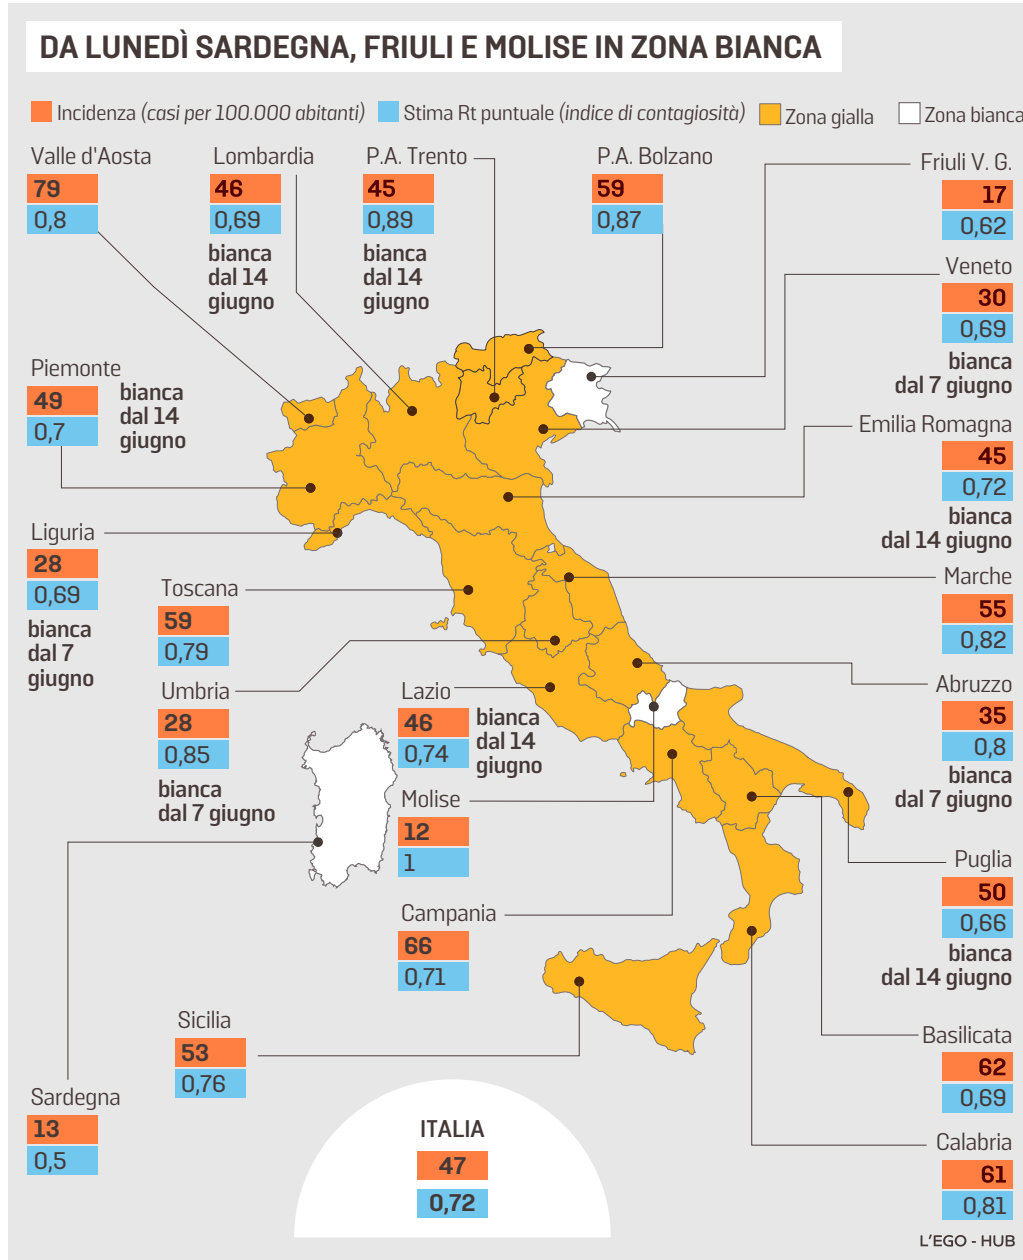 DA LUNEDÌ SARDEGNA, FRIULI E MOLISE IN ZONA BIANCA
Incidenza (casi per 100.000 abitanti)
Stima Rt puntuale (indice di contagiosità)
Zona gialla
Zona bianca
Valle d'Aosta
79
0,8
Lombardia
46
0,69
bianca
dal 14
giugno
P.A. Trento
45
0,89
bianca
dal 14
giugno
P.A. Bolzano
59
0,87
Friuli V. G.
17
0,62
Veneto
30
0,69
bianca
dal 7 giugno
Piemonte
49
0,7
bianca
dal 14
giugno
Emilia Romagna
45
0,72
bianca
dal 14 giugno
Liguria
28
0,69
bianca
dal 7
giugno
Toscana
59
0,79
Marche
55
0,82
Umbria
28
0,85
bianca
dal 7 giugno
Lazio
46
0,74
bianca
dal 14
giugno
Abruzzo
35
0,8
bianca
dal 7 giugno
Molise
12
1
Puglia
50
0,66
bianca
dal 14 giugno
Campania
66
0,71
Sicilia
53
0,76
Basilicata
62
0,69
Sardegna
13
0,5
ITALIA
47
0,72
Calabria
61
0,81
L'EGO - HUB